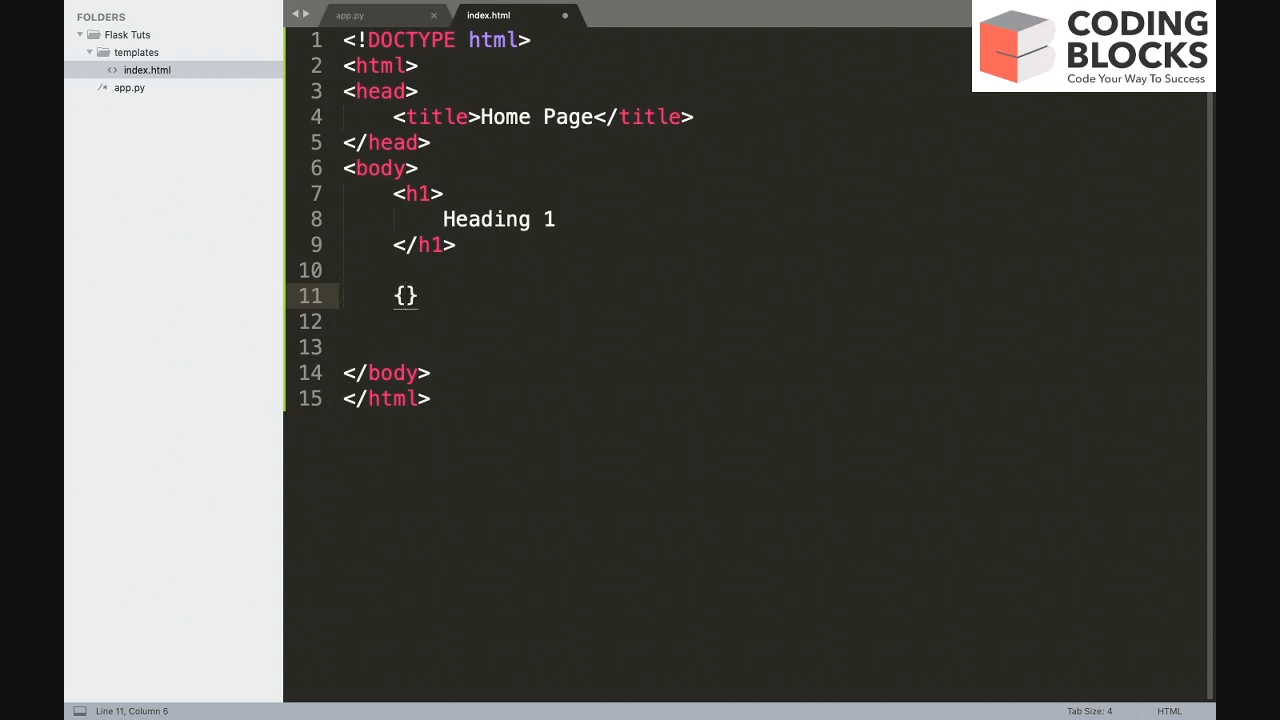 FOLDERS
Flask Tuts
templates
<> index.html
/* app.py
app.py ×
index.html
CODING
BLOCKS
Code Your Way To Success
1 <!DOCTYPE html>
2 <html>
3 <head>
4 <title>Home Page</title>
5 </head>
6 <body>
7 <h1>
8 Heading 1
9 </h1>
10
11 {}
12
13
14 </body>
15 </html>
Line 11, Column 6
Tab Size: 4
HTML